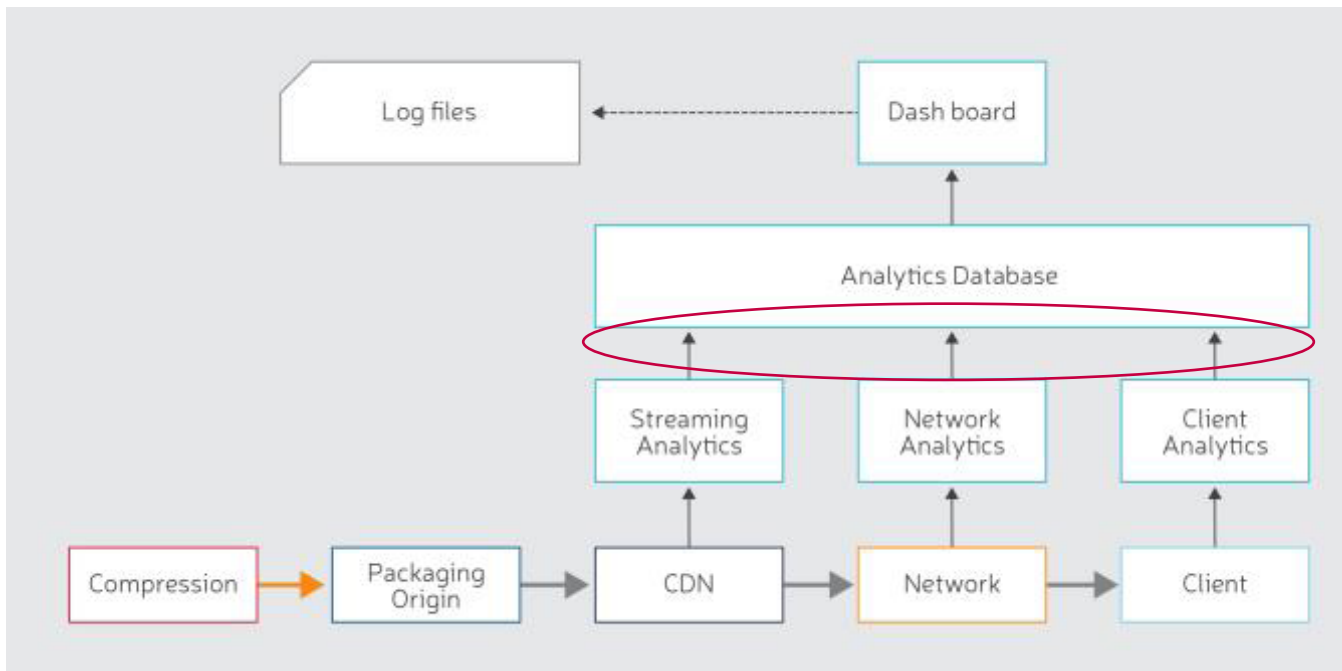 Log files
Dash board
Analytics Database
Streaming
Analytics
Network
Analytics
Client
Analytics
Compression
Packaging
Origin
CDN
Network
Client